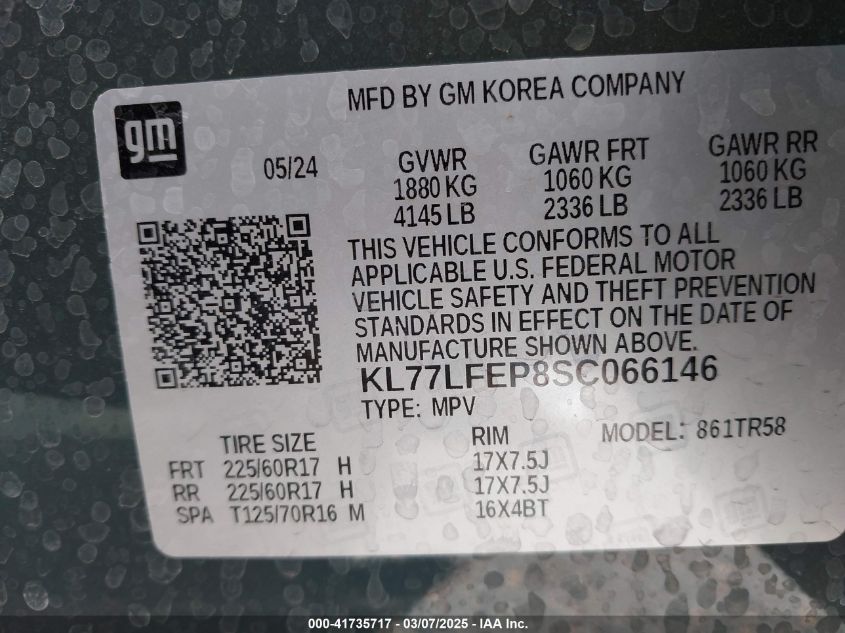 MFD BY GM KOREA COMPANY
gm
05/24
GVWR GAWR FRT GAWR RR
1880 KG 1060 KG 1060 KG
4145 LB 2336 LB 2336 LB
THIS VEHICLE CONFORMS TO ALL
APPLICABLE U.S. FEDERAL MOTOR
VEHICLE SAFETY AND THEFT PREVENTION
STANDARDS IN EFFECT ON THE DATE OF
MANUFACTURE SHOWN ABOVE.
KL77LFEP8SC066146
TYPE: MPV
TIRE SIZE RIM MODEL: 861TR58
FRT 225/60R17 H 17X7.5J
RR 225/60R17 H 17X7.5J
SPA T125/70R16 M 16X4BT
000-41735717 — 03/07/2025 — IAA Inc.